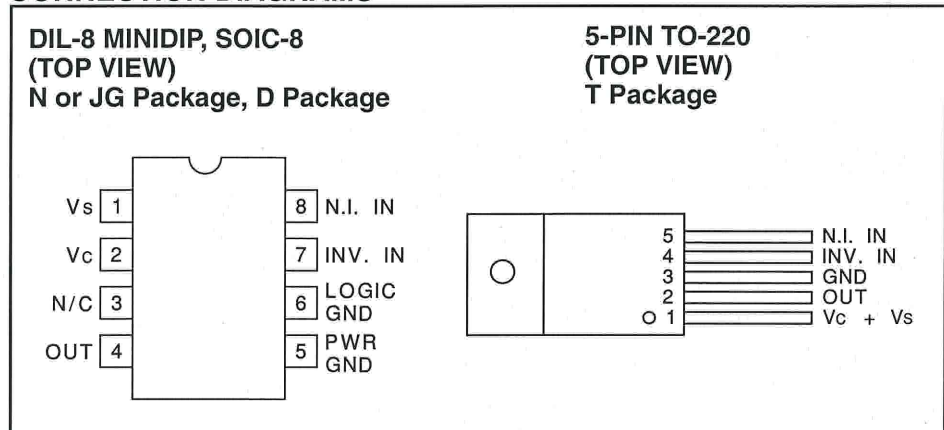 DIL-8 MINIDIP, SOIC-8
(TOP VIEW)
N or JG Package, D Package
Vs 1
Vc 2
N/C 3
OUT 4
8 N.I. IN
7 INV. IN
6 LOGIC
GND
5 PWR
GND
5-PIN TO-220
(TOP VIEW)
T Package
5 N.I. IN
4 INV. IN
3 GND
2 OUT
1 Vc + Vs